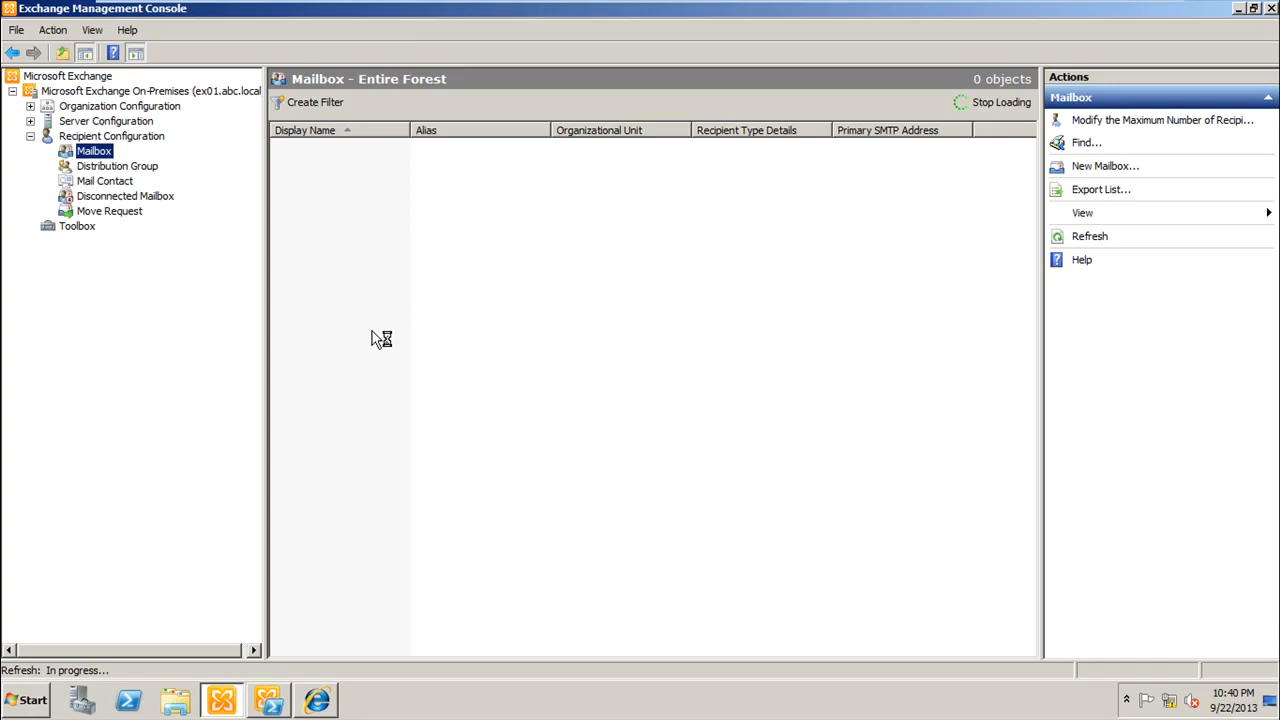 Exchange Management Console
File Action View Help
Microsoft Exchange
Microsoft Exchange On-Premises (ex01.abc.local
Organization Configuration
Server Configuration
Recipient Configuration
Mailbox
Distribution Group
Mail Contact
Disconnected Mailbox
Move Request
Toolbox
Mailbox - Entire Forest 0 objects
Create Filter Stop Loading
Display Name Alias Organizational Unit Recipient Type Details Primary SMTP Address
Actions
Mailbox
Modify the Maximum Number of Recipi...
Find...
New Mailbox...
Export List...
View
Refresh
Help
Refresh: In progress...
Start
10:40 PM
9/22/2013